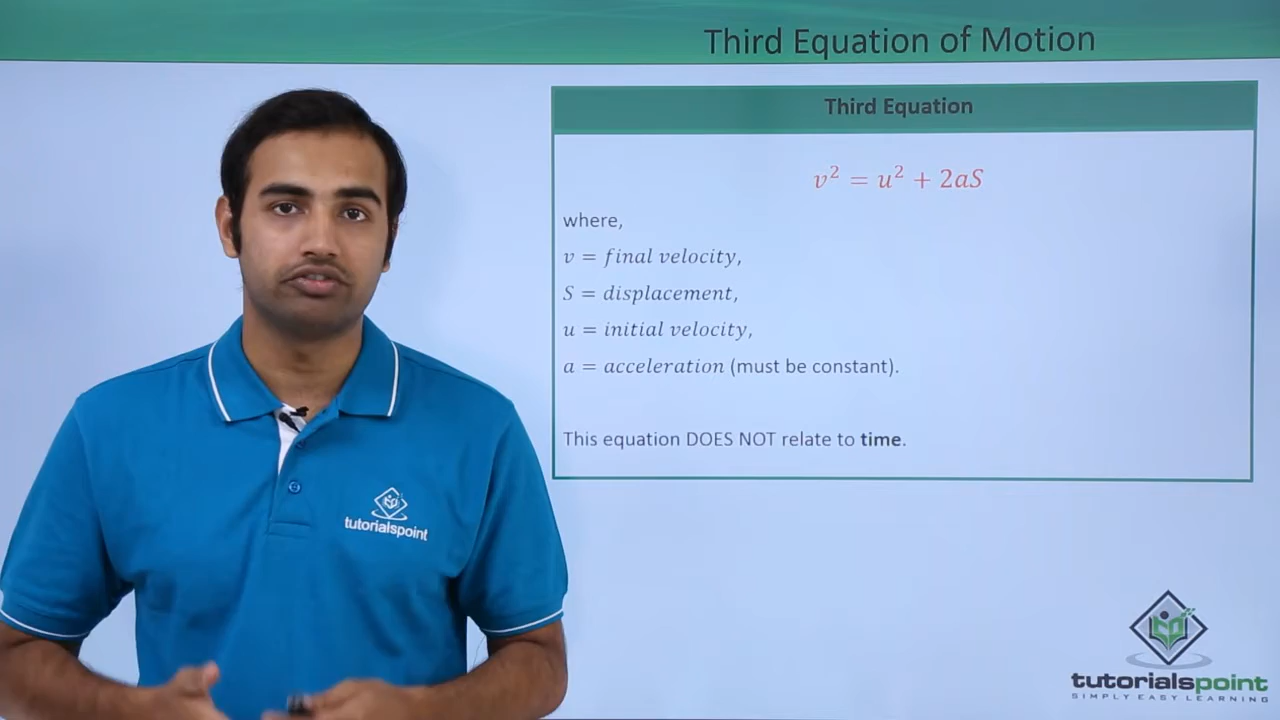 Third Equation of Motion
Third Equation
v² = u² + 2aS
where,
v = final velocity,
S = displacement,
u = initial velocity,
a = acceleration (must be constant).
This equation DOES NOT relate to time.
tutorialspoint
tutorialspoint
SIMPLY EASY LEARNING